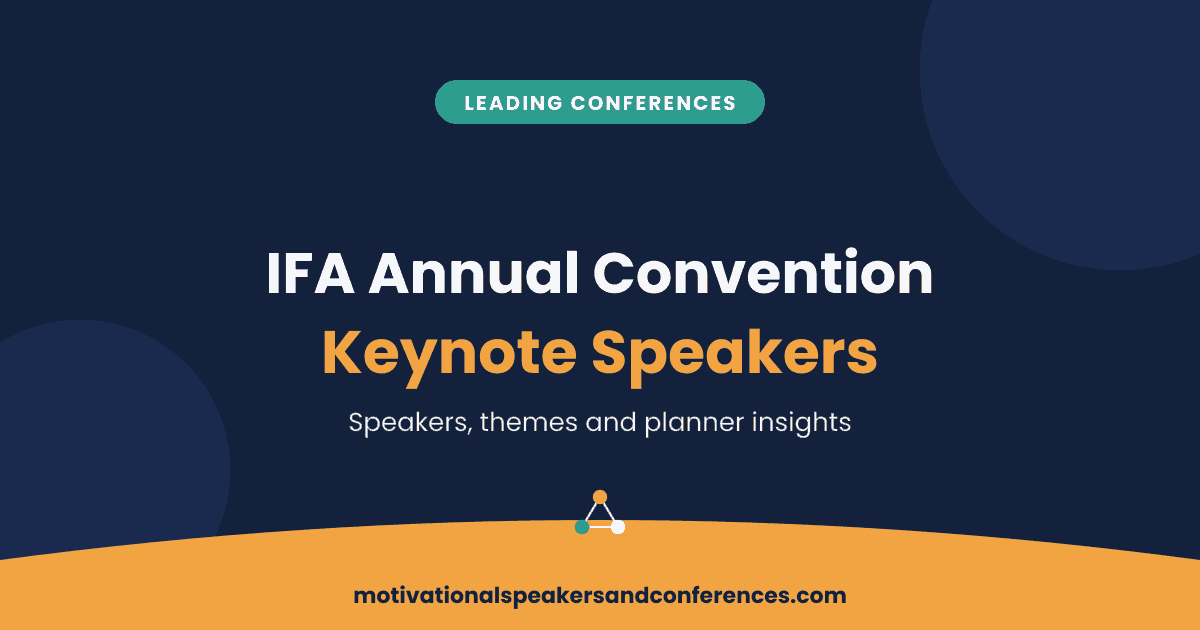 LEADING CONFERENCES
IFA Annual Convention
Keynote Speakers
Speakers, themes and planner insights
motivationalspeakersandconferences.com